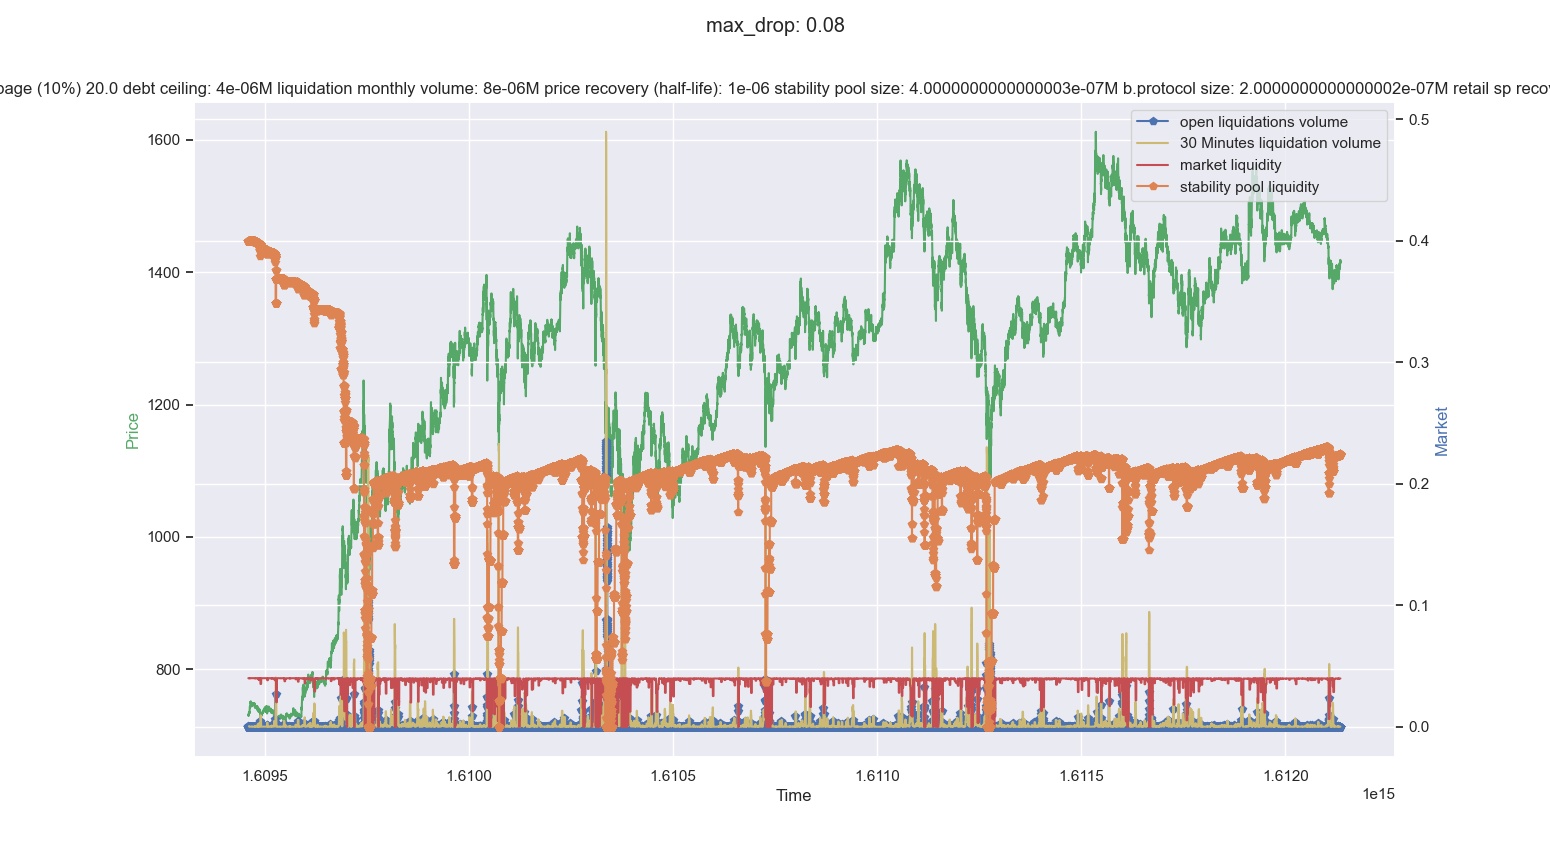 max_drop: 0.08
(10%) 20.0 debt ceiling: 4e-06M liquidation monthly volume: 8e-06M price recovery (half-life): 1e-06 stability pool size: 4.0000000000000003e-07M b.protocol size: 2.0000000000000002e-07M retail sp
1600
1400
1200
1000
800
Price
0.5
0.4
0.3
0.2
0.1
0.0
Market
open liquidations volume
30 Minutes liquidation volume
market liquidity
stability pool liquidity
1.6095 1.6100 1.6105 1.6110 1.6115 1.6120
Time
1e15